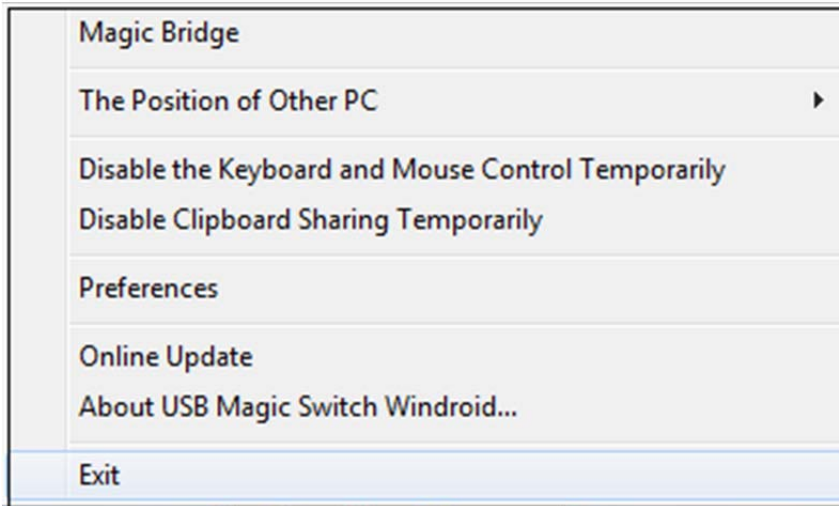 Magic Bridge
The Position of Other PC
Disable the Keyboard and Mouse Control Temporarily
Disable Clipboard Sharing Temporarily
Preferences
Online Update
About USB Magic Switch Windroid...
Exit